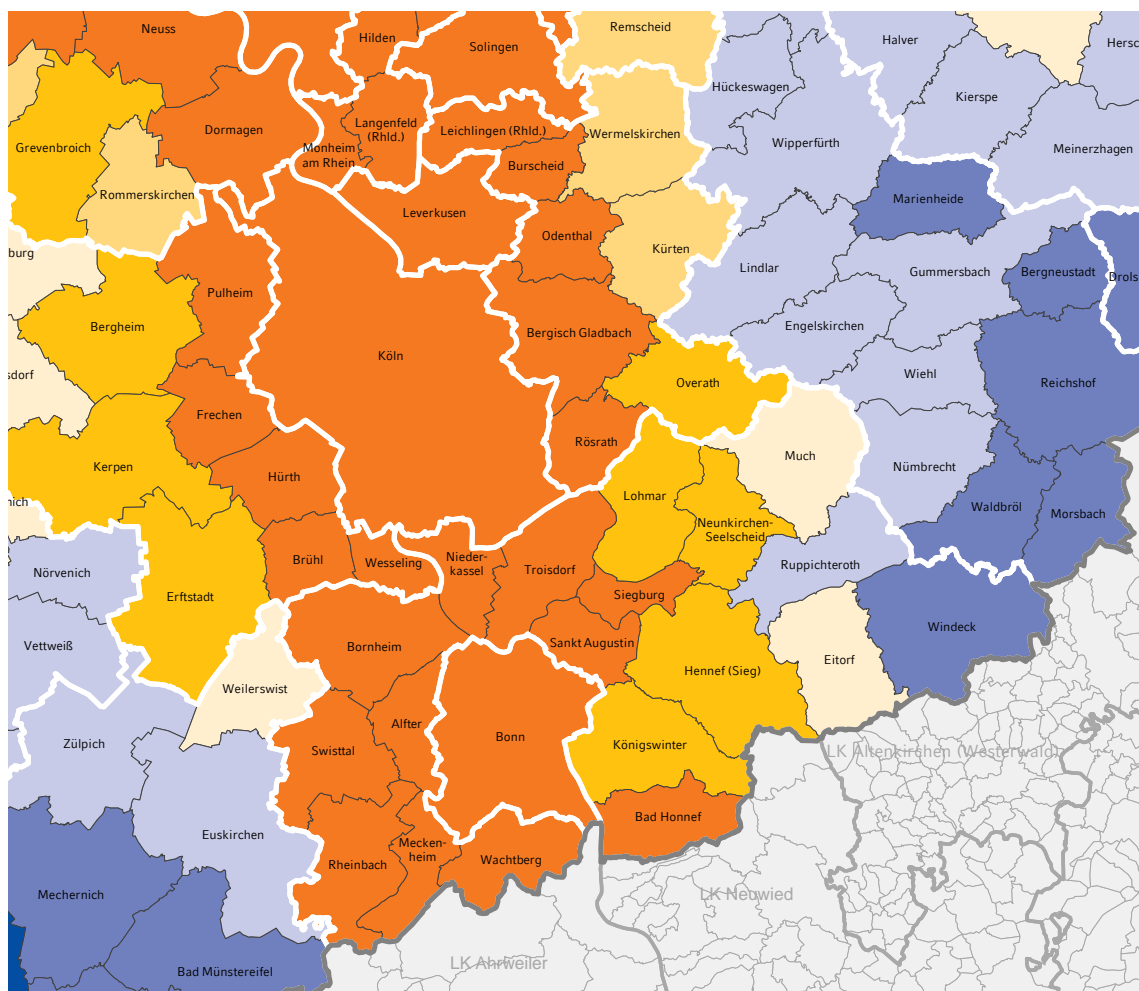 Neuss
Hilden
Solingen
Remscheid
Halver
Hersc
Hückeswagen
Kierspe
Dormagen
Langenfeld
(Rhld.)
Leichlingen (Rhld.)
Wermelskirchen
Wipperfürth
Meinerzhagen
Grevenbroich
Monheim
am Rhein
Burscheid
Rommerskirchen
Marienheide
Leverkusen
Odenthal
Kürten
burg
Lindlar
Gummersbach
Bergneustadt
Drols
Pulheim
Bergheim
Bergisch Gladbach
Engelskirchen
Köln
sdorf
Overath
Wiehl
Reichshof
Frechen
Rösrath
Kerpen
Hürth
Much
Nümbrecht
nich
Lohmar
Waldbröl
Morsbach
Neunkirchen-
Seelscheid
Nörvenich
Brühl
Wesseling
Nieder-
kassel
Troisdorf
Ruppichteroth
Erftstadt
Siegburg
Windeck
Vettweiß
Bornheim
Sankt Augustin
Eitorf
Hennef (Sieg)
Weilerswist
Alfter
Bonn
Zülpich
Swisttal
Königswinter
LK Altenkirchen (Westerwald)
Euskirchen
Bad Honnef
Mecken-
heim
Rheinbach
Wachtberg
Mechernich
LK Neuwied
LK Ahrweiler
Bad Münstereifel